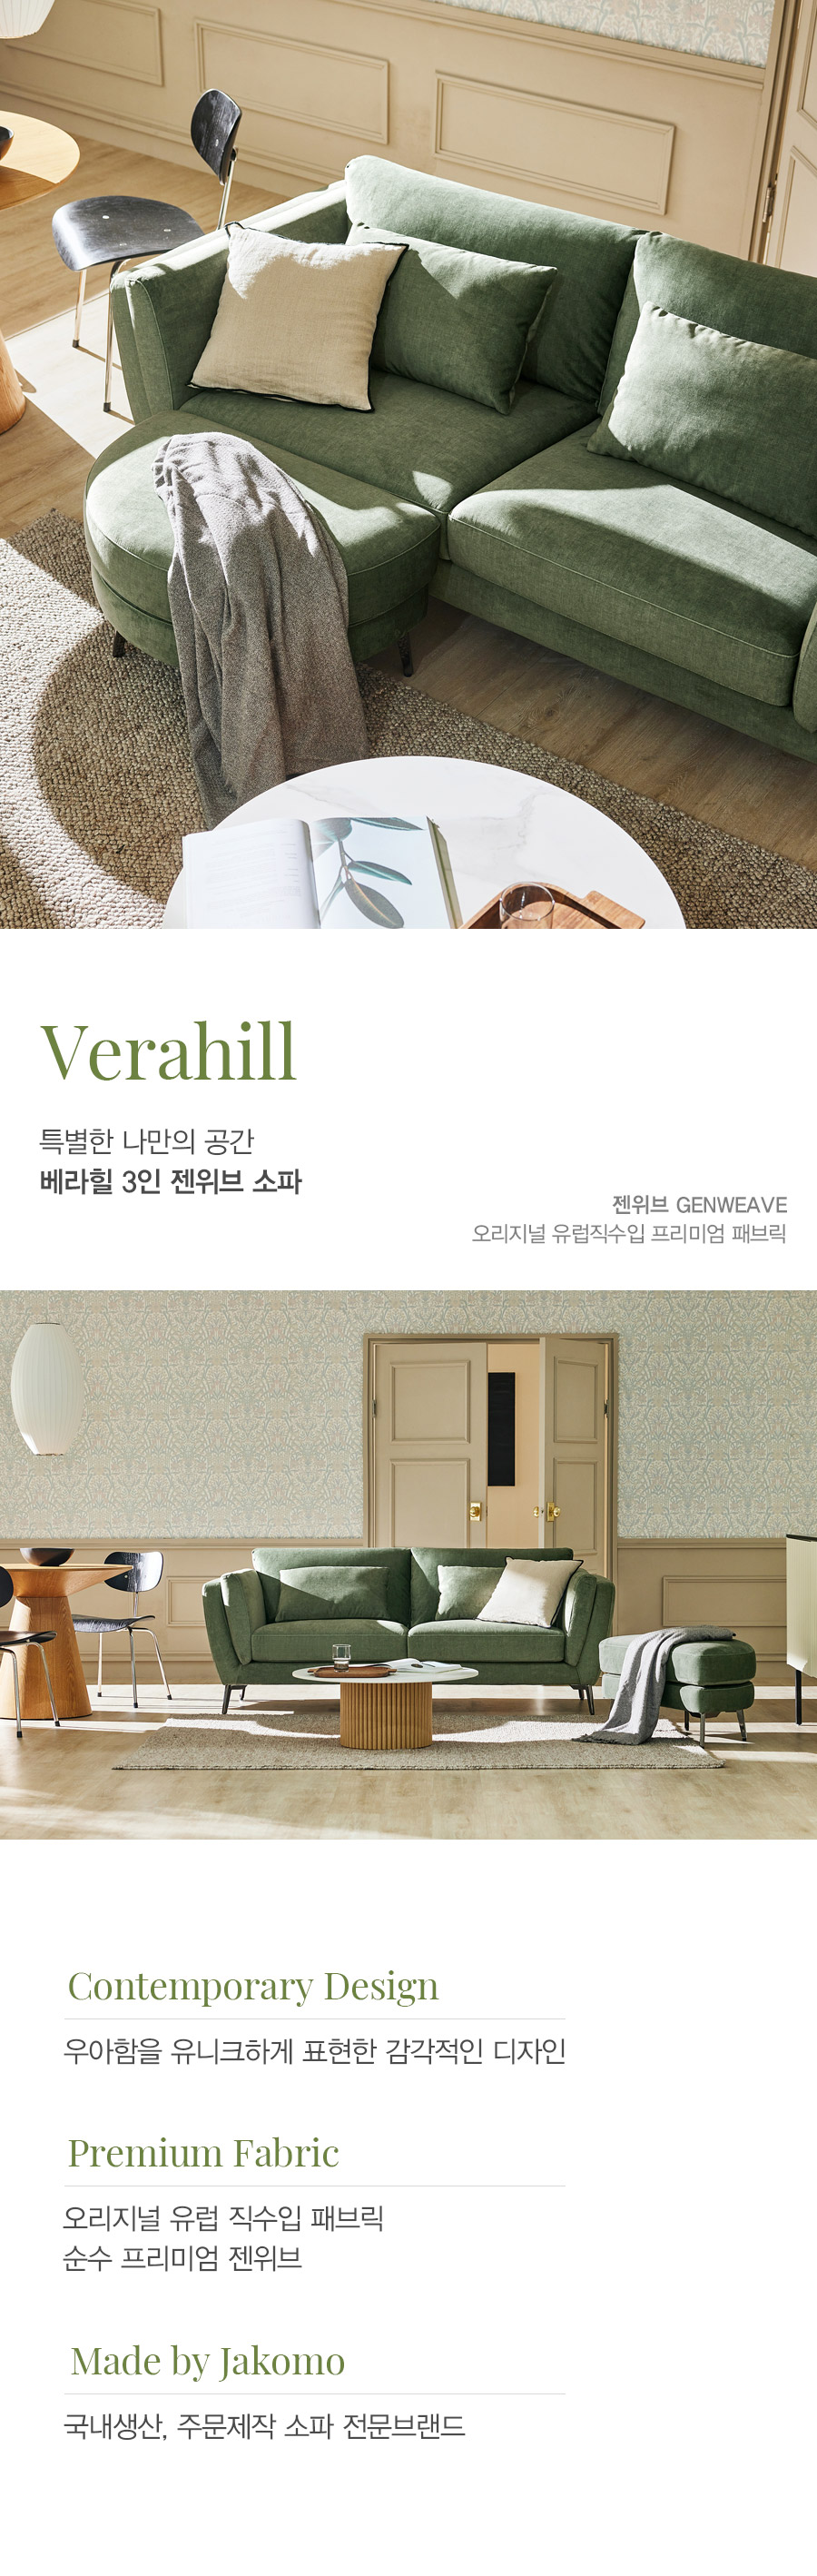 Verahill
특별한 나만의 공간
베라힐 3인 젠위브 소파
젠위브 GENWEAVE
오리지널 유럽직수입 프리미엄 패브릭
Contemporary Design
우아함을 유니크하게 표현한 감각적인 디자인
Premium Fabric
오리지널 유럽 직수입 패브릭
순수 프리미엄 젠위브
Made by Jakomo
국내생산, 주문제작 소파 전문브랜드